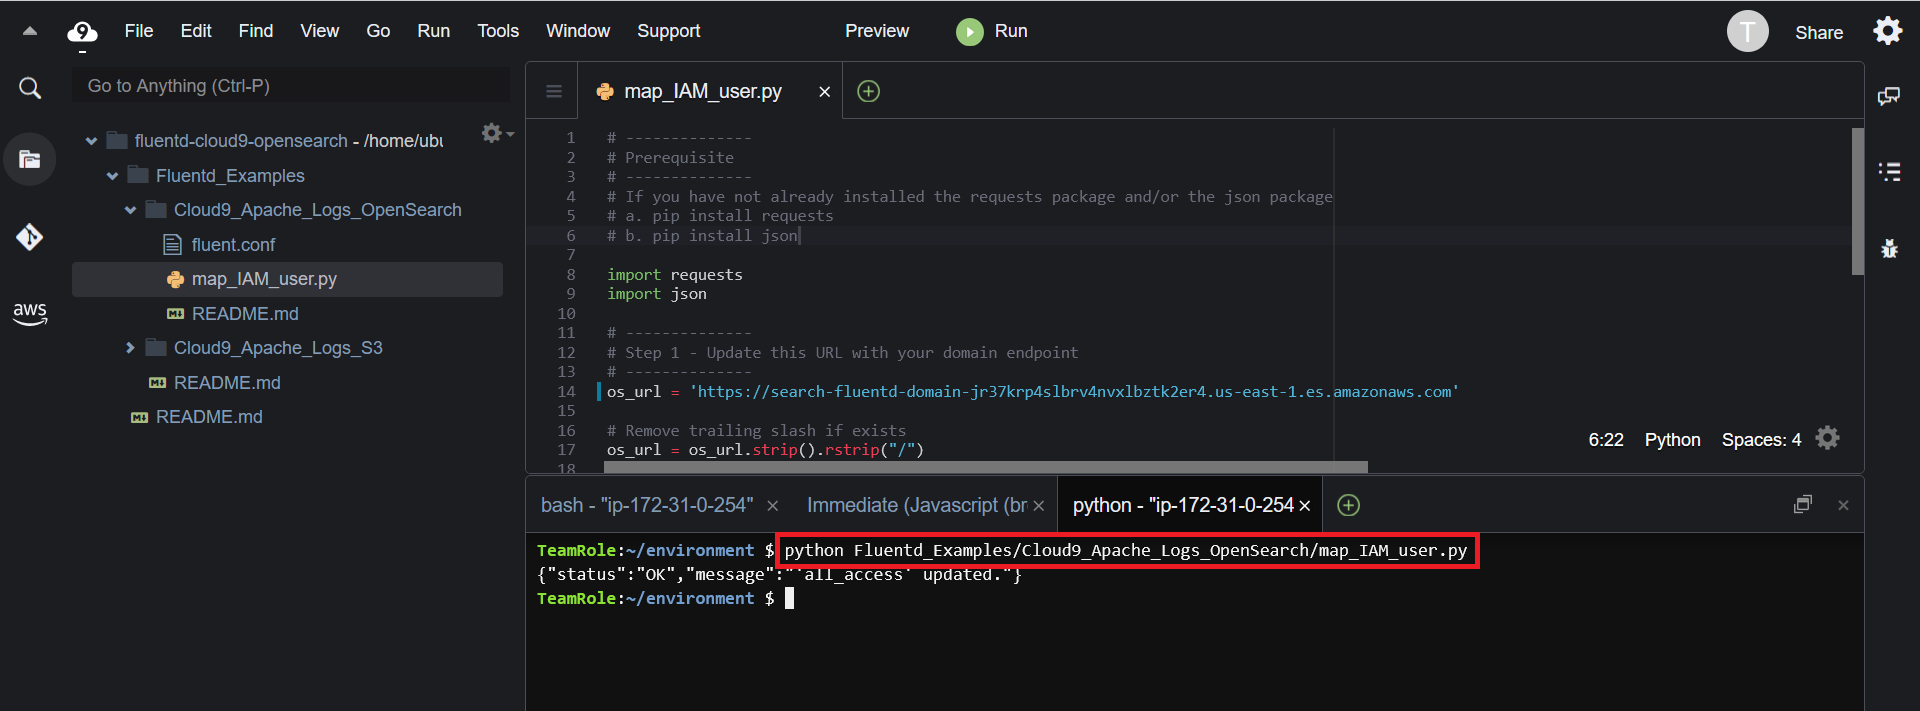 9 File Edit Find View Go Run Tools Window Support Preview Run T Share
Go to Anything (Ctrl-P)
fluentd-cloud9-opensearch - /home/ubu
Fluentd_Examples
Cloud9_Apache_Logs_OpenSearch
fluent.conf
map_IAM_user.py
README.md
Cloud9_Apache_Logs_S3
README.md
README.md
aws
map_IAM_user.py
1 # --------------
2 # Prerequisite
3 # --------------
4 # If you have not already installed the requests package and/or the json package
5 # a. pip install requests
6 # b. pip install json
7
8 import requests
9 import json
10
11 # --------------
12 # Step 1 - Update this URL with your domain endpoint
13 # --------------
14 os_url = 'https://search-fluentd-domain-jr37krp4slbrv4nvxlbztk2er4.us-east-1.es.amazonaws.com'
15
16 # Remove trailing slash if exists
17 os_url = os_url.strip().rstrip("/")
18
6:22 Python Spaces: 4
bash - "ip-172-31-0-254" Immediate (Javascript (br python - "ip-172-31-0-254
TeamRole:~/environment $ python Fluentd_Examples/Cloud9_Apache_Logs_OpenSearch/map_IAM_user.py
{"status":"OK","message":"'all_access' updated."}
TeamRole:~/environment $